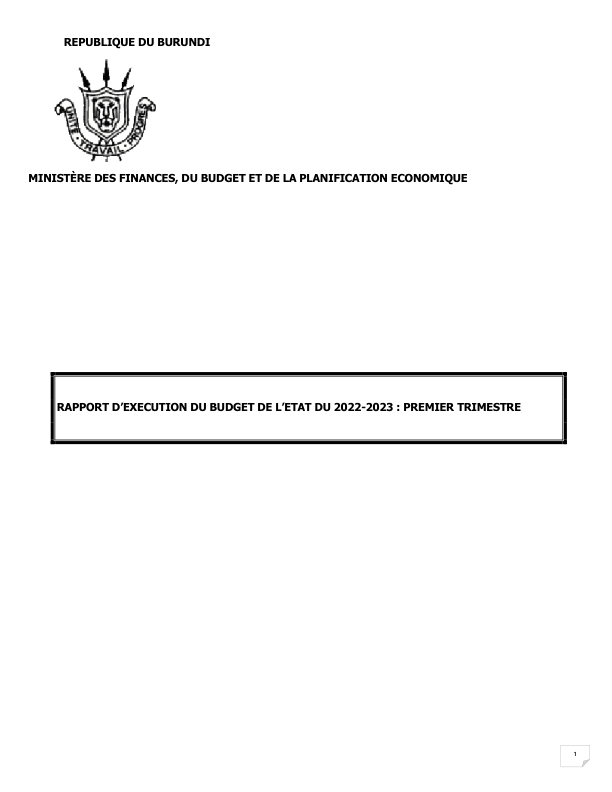 REPUBLIQUE DU BURUNDI
UNITE · TRAVAIL · PROGRES
MINISTÈRE DES FINANCES, DU BUDGET ET DE LA PLANIFICATION ECONOMIQUE
RAPPORT D’EXECUTION DU BUDGET DE L’ETAT DU 2022-2023 : PREMIER TRIMESTRE
1